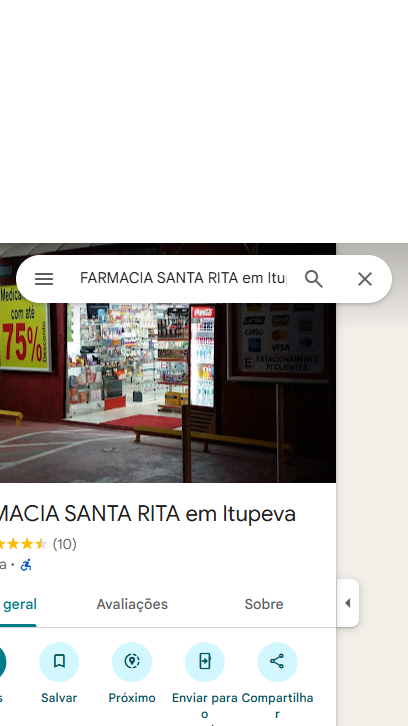 FARMACIA SANTA RITA em Itu
Medica
com até
75%
Desconto
Coca-Cola
VISA
E ESTACIONAMENTO
P/ CLIENTES
MACIA SANTA RITA em Itupeva
(10)
a ·
geral Avaliações Sobre
s Salvar Próximo Enviar para o Compartilhar